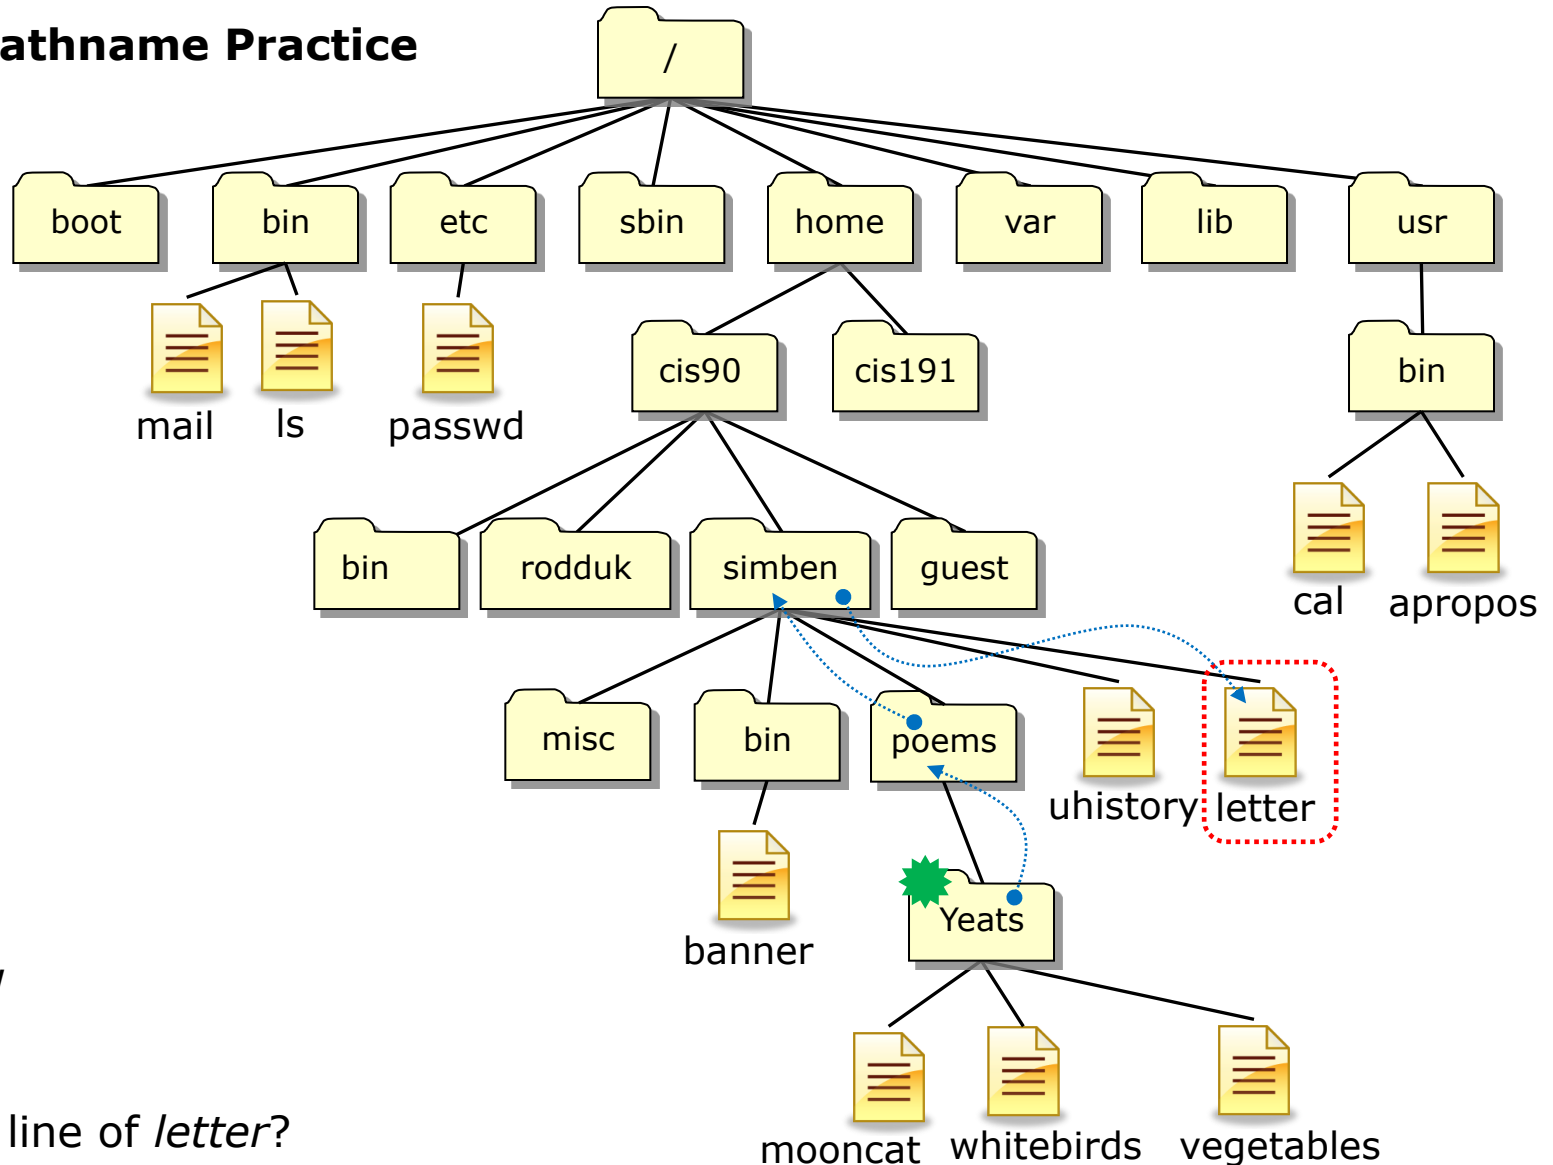 athname Practice
/
boot bin etc sbin home var lib usr
mail ls passwd
cis90 cis191 bin
bin rodduk simben guest
cal apropos
misc bin poems
uhistory letter
banner
Yeats
mooncat whitebirds vegetables
line of letter?